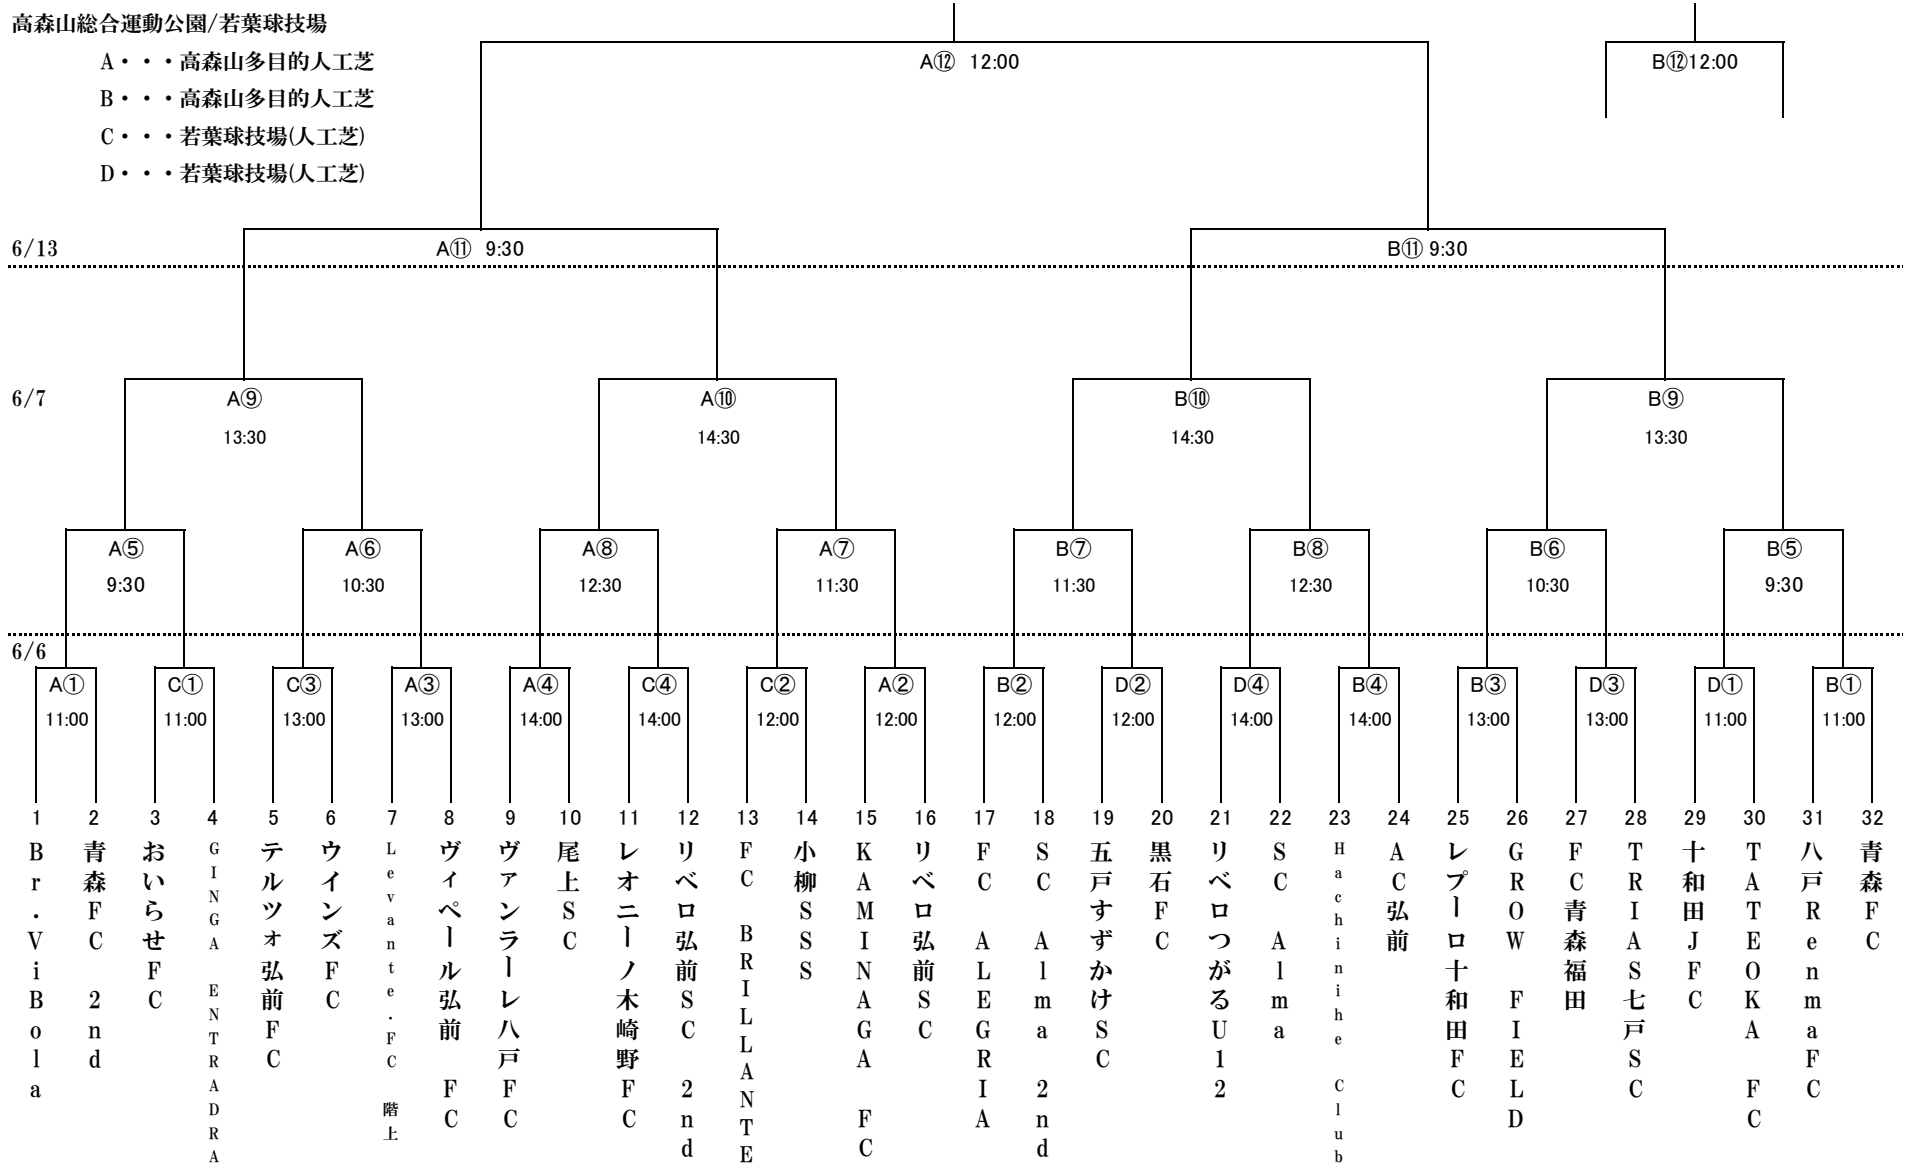 高森山総合運動公園/若葉球技場
A・・・高森山多目的人工芝
B・・・高森山多目的人工芝
C・・・若葉球技場(人工芝)
D・・・若葉球技場(人工芝)
A⑫ 12:00
B⑫12:00
6/13
A⑪ 9:30
B⑪ 9:30
6/7
A⑨ A⑩ B⑩ B⑨
13:30 14:30 14:30 13:30
A⑤ A⑥ A⑧ A⑦ B⑦ B⑧ B⑥ B⑤
9:30 10:30 12:30 11:30 11:30 12:30 10:30 9:30
6/6
A① C① C③ A③ A④ C④ C② A② B② D② D④ B④ B③ D③ D① B①
11:00 11:00 13:00 13:00 14:00 14:00 12:00 12:00 12:00 12:00 14:00 14:00 13:00 13:00 11:00 11:00
1 2 3 4 5 6 7 8 9 10 11 12 13 14 15 16 17 18 19 20 21 22 23 24 25 26 27 28 29 30 31 32
Br.ViBola
青森FC 2nd
おいらせFC
GINGA ENTRADRA
テルツォ弘前FC
ウインズFC
Levante.FC 階上
ヴィペール弘前 FC
ヴァンラーレ八戸FC
尾上SC
レオニーノ木崎野FC
リベロ弘前SC 2nd
FC BRILLANTE
小柳SSS
KAMINAGA FC
リベロ弘前SC
FC ALEGRIA
SC Alma 2nd
五戸すずかけSC
黒石FC
リベロつがるU12
SC Alma
Hachinihe Club
AC弘前
レプーロ十和田FC
GROW FIELD
FC青森福田
TRIAS七戸SC
十和田JFC
TATEOKA FC
八戸RenmaFC
青森FC